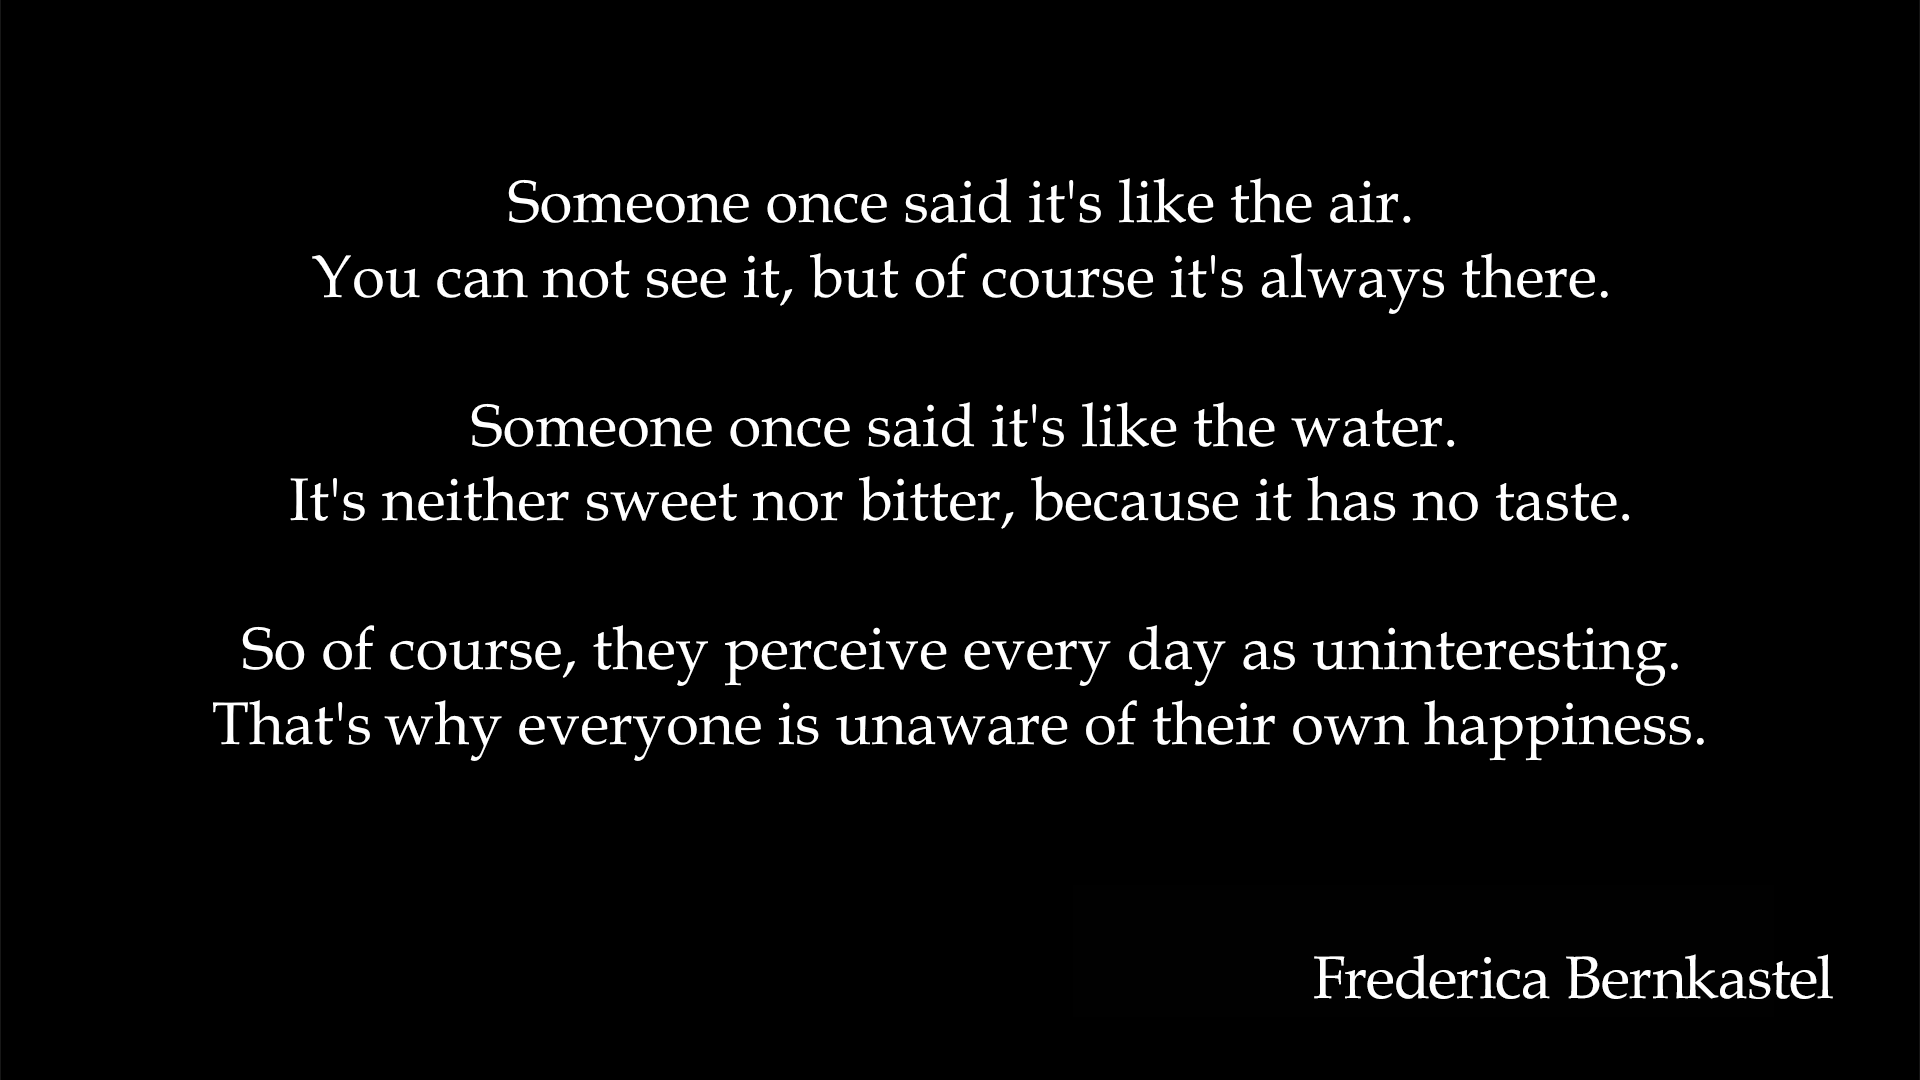 Someone once said it's like the air.
You can not see it, but of course it's always there.
Someone once said it's like the water.
It's neither sweet nor bitter, because it has no taste.
So of course, they perceive every day as uninteresting.
That's why everyone is unaware of their own happiness.
Frederica Bernkastel